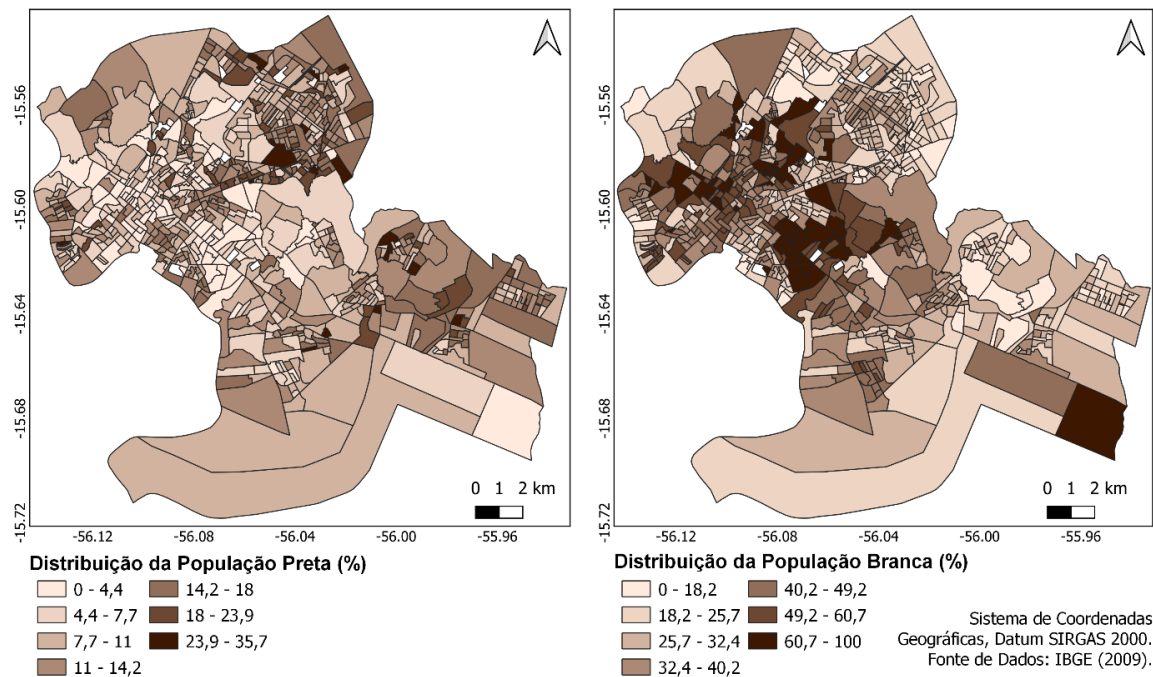 -15.56
-15.60
-15.64
-15.68
-15.72
0 1 2 km
-56.12 -56.08 -56.04 -56.00 -55.96
Distribuição da População Preta (%)
0 - 4,4
4,4 - 7,7
7,7 - 11
11 - 14,2
14,2 - 18
18 - 23,9
23,9 - 35,7
-15.56
-15.60
-15.64
-15.68
-15.72
0 1 2 km
-56.12 -56.08 -56.04 -56.00 -55.96
Distribuição da População Branca (%)
0 - 18,2
18,2 - 25,7
25,7 - 32,4
32,4 - 40,2
40,2 - 49,2
49,2 - 60,7
60,7 - 100
Sistema de Coordenadas
Geográficas, Datum SIRGAS 2000.
Fonte de Dados: IBGE (2009).